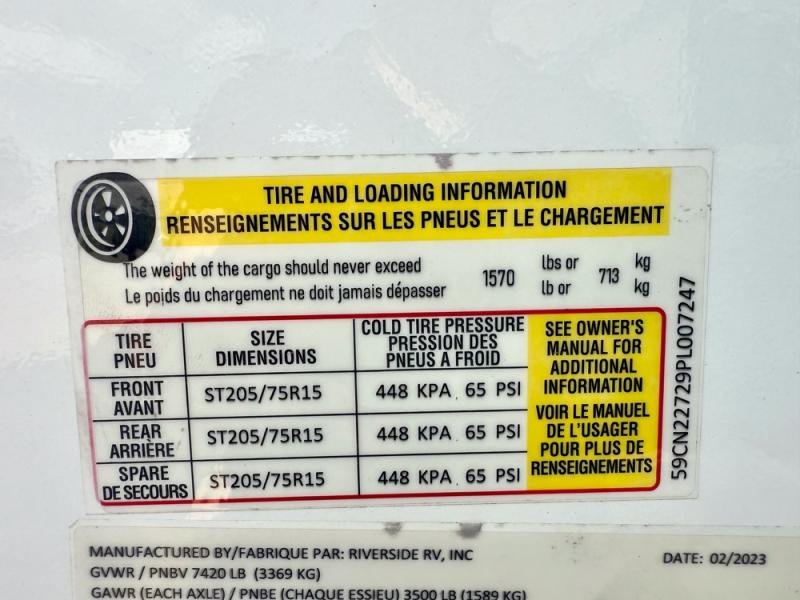 TIRE AND LOADING INFORMATION
RENSEIGNEMENTS SUR LES PNEUS ET LE CHARGEMENT
The weight of the cargo should never exceed 1570 lbs or 713 kg
Le poids du chargement ne doit jamais dépasser lb or kg
TIRE
PNEU
SIZE
DIMENSIONS
COLD TIRE PRESSURE
PRESSION DES
PNEUS A FROID
FRONT
AVANT
ST205/75R15
448 KPA 65 PSI
REAR
ARRIÈRE
ST205/75R15
448 KPA 65 PSI
SPARE
DE SECOURS
ST205/75R15
448 KPA 65 PSI
SEE OWNER'S
MANUAL FOR
ADDITIONAL
INFORMATION
VOIR LE MANUEL
DE L'USAGER
POUR PLUS DE
RENSEIGNEMENTS
59CN22729PL007247
MANUFACTURED BY/FABRIQUE PAR: RIVERSIDE RV, INC DATE: 02/2023
GVWR / PNBV 7420 LB (3369 KG)
GAWR (EACH AXLE) / PNBE (CHAQUE ESSIEU) 3500 LB (1589 KG)